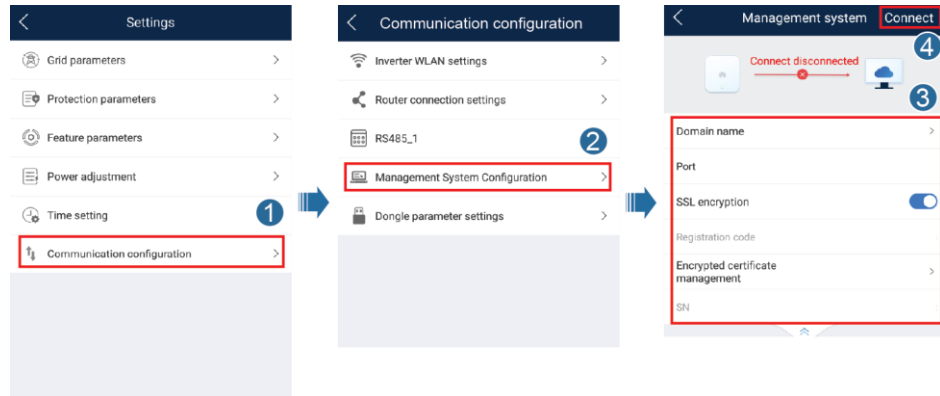 Settings
Grid parameters
Protection parameters
Feature parameters
Power adjustment
Time setting
1
Communication configuration
Communication configuration
Inverter WLAN settings
Router connection settings
RS485_1
2
Management System Configuration
Dongle parameter settings
Management system
Connect
4
Connect disconnected
3
Domain name
Port
SSL encryption
Registration code
Encrypted certificate
management
SN